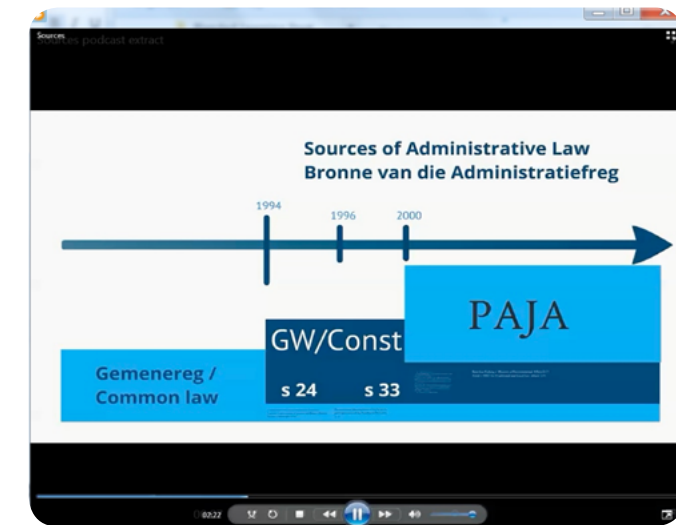 Sources
Sources podcast extract
Sources of Administrative Law
Bronne van die Administratiefreg
1994
1996
2000
PAJA
GW/Const
Gemenereg /
Common law
s 24
s 33
02:22